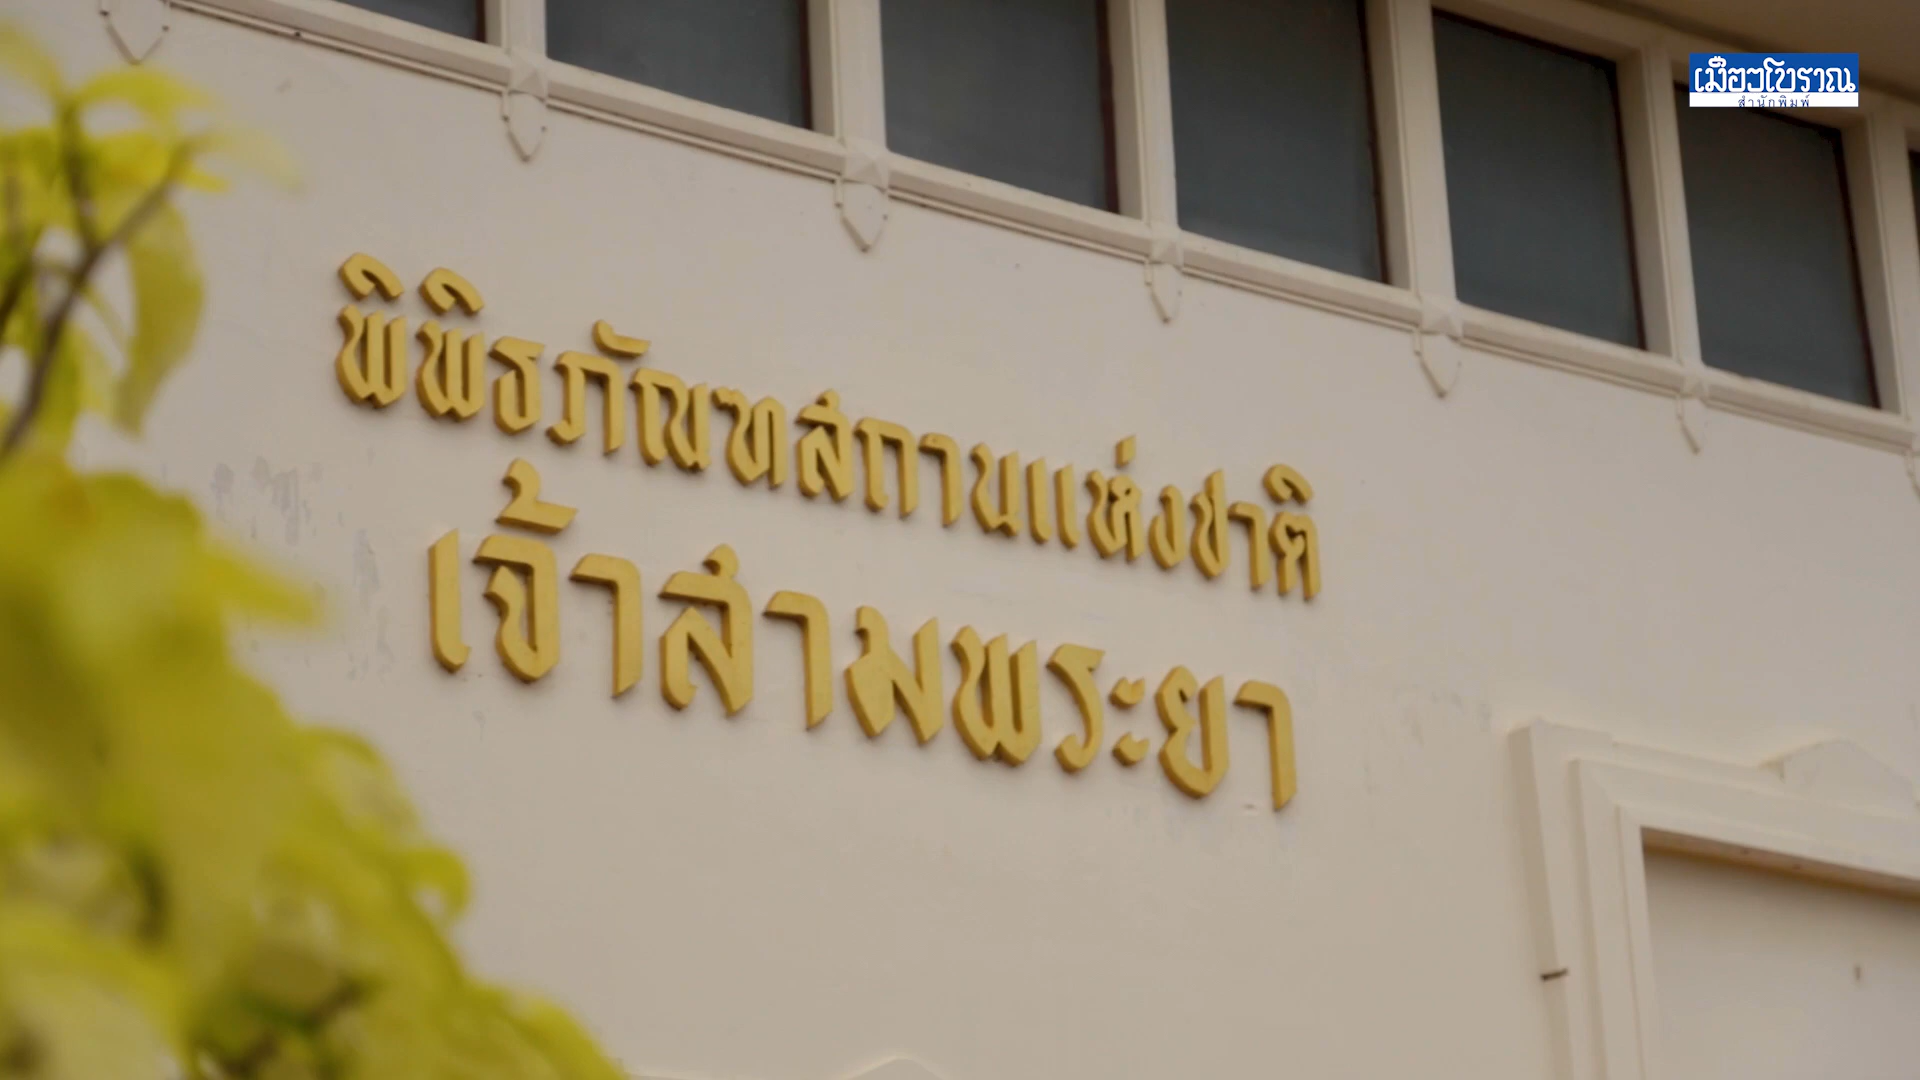 เมืองโบราณ
สำนักพิมพ์
พิพิธภัณฑสถานแห่งชาติ
เจ้าสามพระยา